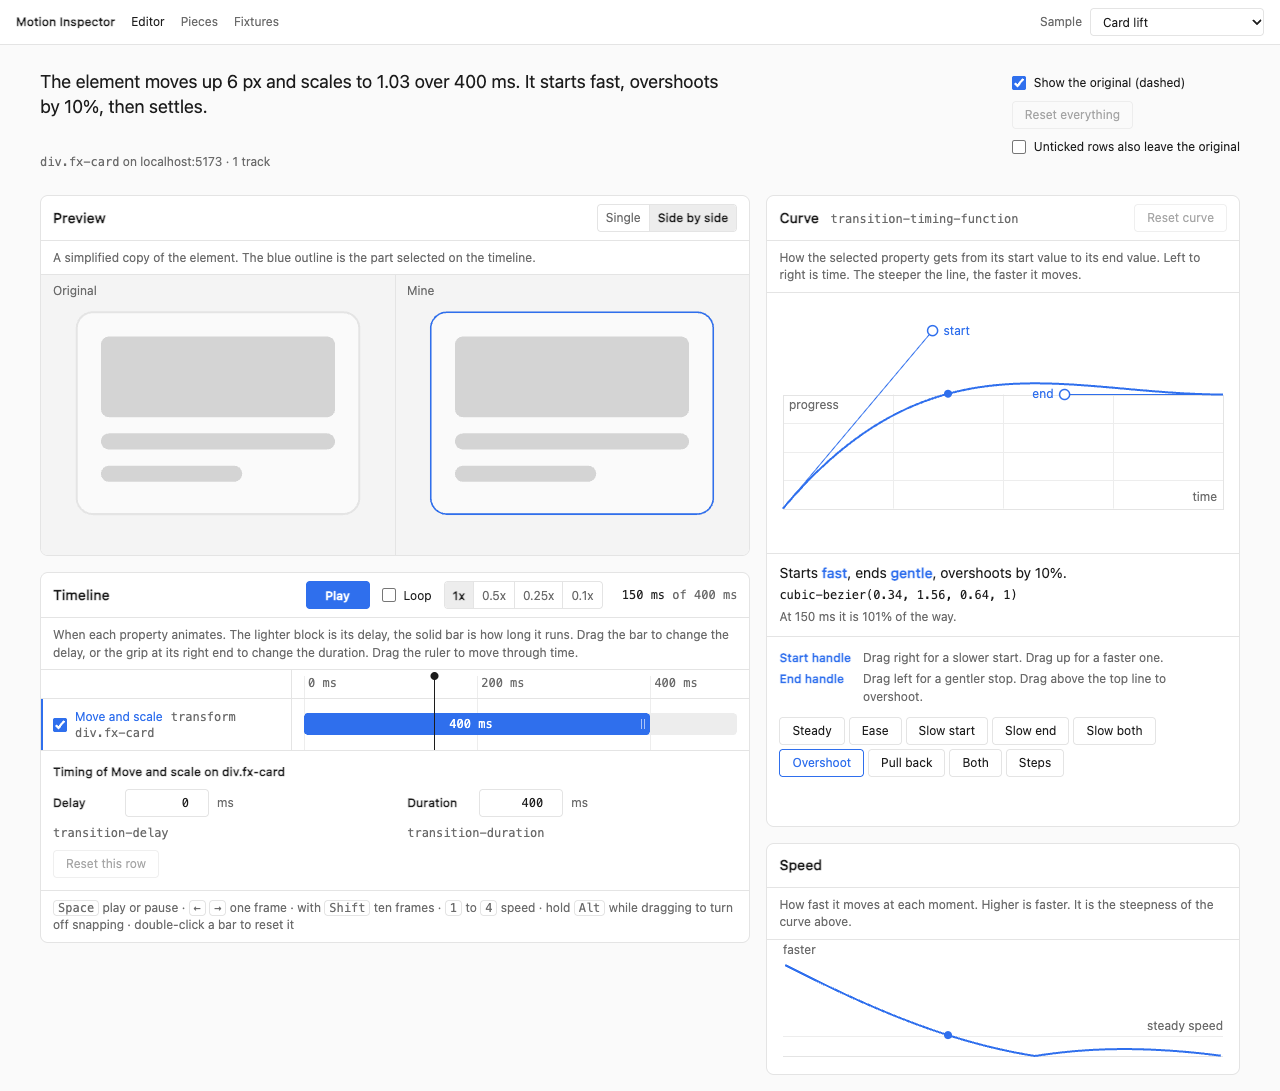 Motion Inspector Editor Pieces Fixtures Sample Card lift
The element moves up 6 px and scales to 1.03 over 400 ms. It starts fast, overshoots
by 10%, then settles.
div.fx-card on localhost:5173 · 1 track
Show the original (dashed)
Reset everything
Unticked rows also leave the original
Preview Single Side by side
A simplified copy of the element. The blue outline is the part selected on the timeline.
Original Mine
Timeline Play Loop 1x 0.5x 0.25x 0.1x 150 ms of 400 ms
When each property animates. The lighter block is its delay, the solid bar is how long it runs. Drag the bar to change the
delay, or the grip at its right end to change the duration. Drag the ruler to move through time.
0 ms 200 ms 400 ms
Move and scale transform
div.fx-card
400 ms
Timing of Move and scale on div.fx-card
Delay 0 ms Duration 400 ms
transition-delay transition-duration
Reset this row
Space play or pause · ← → one frame · with Shift ten frames · 1 to 4 speed · hold Alt while dragging to turn
off snapping · double-click a bar to reset it
Curve transition-timing-function Reset curve
How the selected property gets from its start value to its end value. Left to
right is time. The steeper the line, the faster it moves.
start
end
progress
time
Starts fast, ends gentle, overshoots by 10%.
cubic-bezier(0.34, 1.56, 0.64, 1)
At 150 ms it is 101% of the way.
Start handle Drag right for a slower start. Drag up for a faster one.
End handle Drag left for a gentler stop. Drag above the top line to
overshoot.
Steady Ease Slow start Slow end Slow both
Overshoot Pull back Both Steps
Speed
How fast it moves at each moment. Higher is faster. It is the steepness of the
curve above.
faster
steady speed